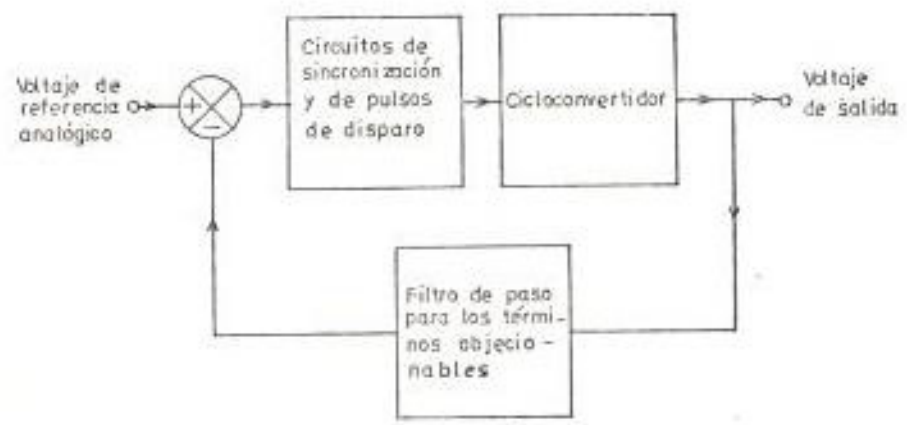 Voltaje de
referencia
analógico
+
-
Circuitos de
sincronización
y de pulsos
de disparo
Cicloconvertidor
Voltaje
de salida
Filtro de paso
para los térmi-
nos objecio-
nables